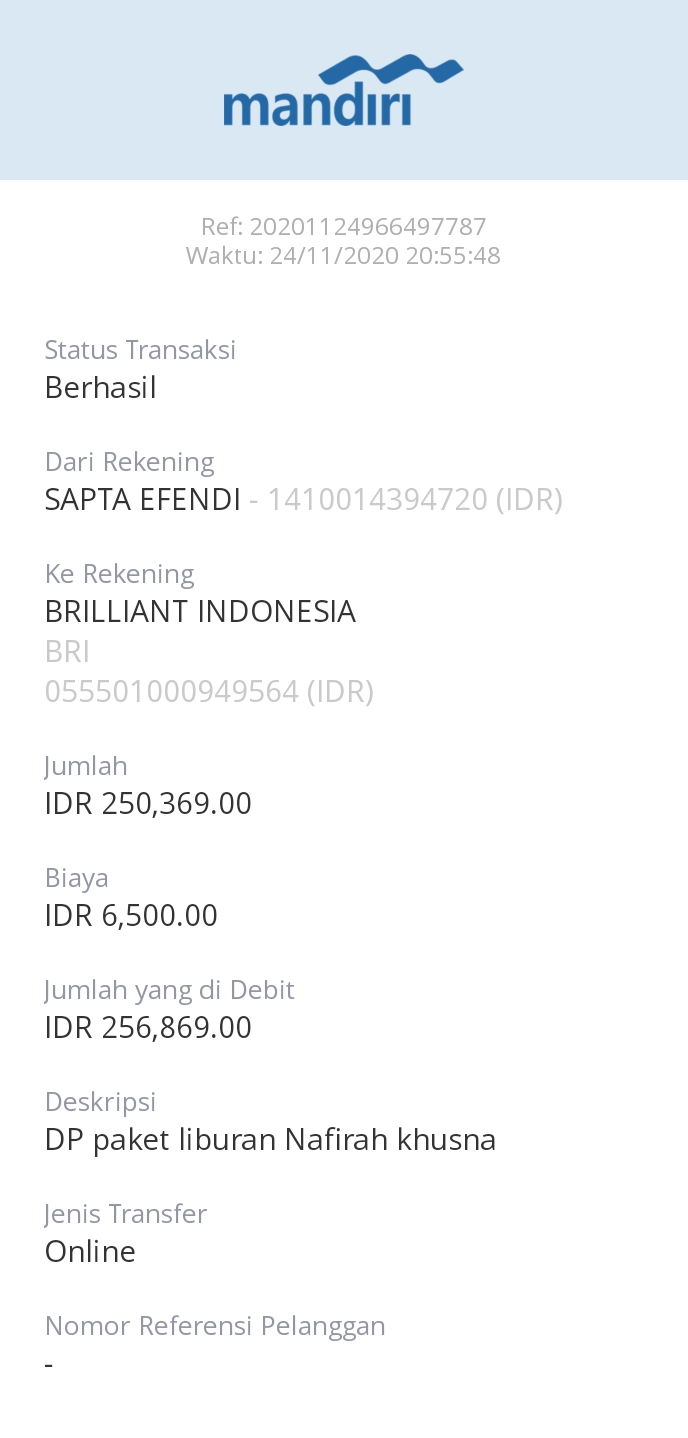 mandiri
Ref: 20201124966497787
Waktu: 24/11/2020 20:55:48
Status Transaksi
Berhasil
Dari Rekening
SAPTA EFENDI - 1410014394720 (IDR)
Ke Rekening
BRILLIANT INDONESIA
BRI
055501000949564 (IDR)
Jumlah
IDR 250,369.00
Biaya
IDR 6,500.00
Jumlah yang di Debit
IDR 256,869.00
Deskripsi
DP paket liburan Nafirah khusna
Jenis Transfer
Online
Nomor Referensi Pelanggan
-